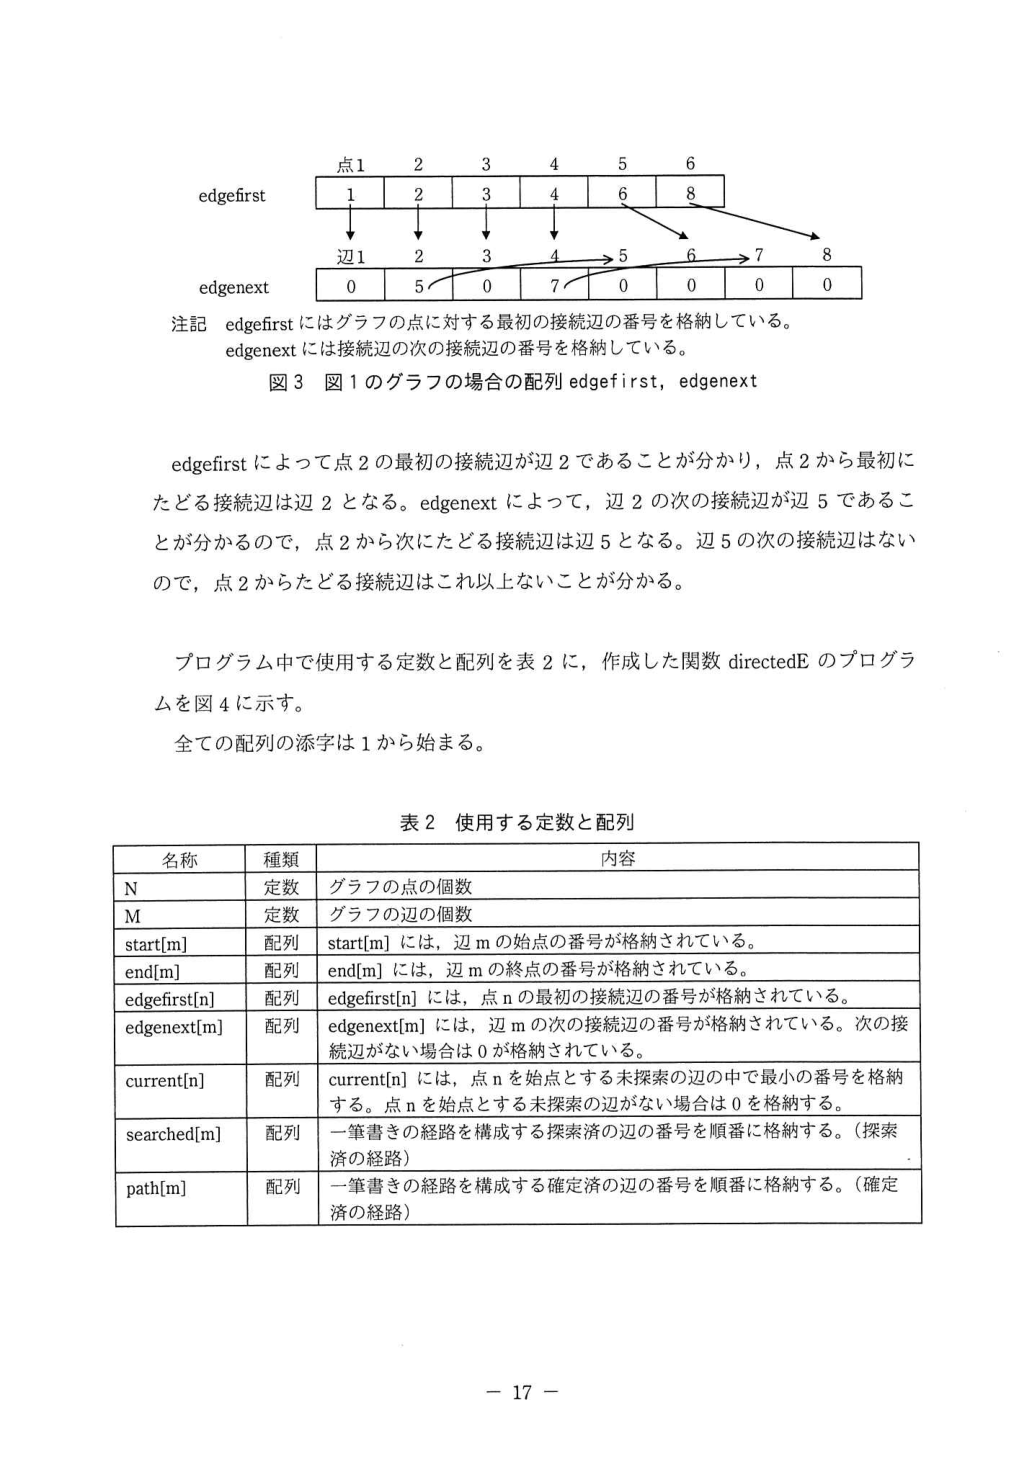 点1 2 3 4 5 6
edgefirst 1 2 3 4 6 8
辺1 2 3 4 5 6 7 8
edgenext 0 5 0 7 0 0 0 0
注記 edgefirst にはグラフの点に対する最初の接続辺の番号を格納している。
edgenext には接続辺の次の接続辺の番号を格納している。
図3 図1のグラフの場合の配列 edgefirst，edgenext
edgefirst によって点2の最初の接続辺が辺2であることが分かり，点2から最初に
たどる接続辺は辺2となる。edgenext によって，辺2の次の接続辺が辺5であるこ
とが分かるので，点2から次にたどる接続辺は辺5となる。辺5の次の接続辺はない
ので，点2からたどる接続辺はこれ以上ないことが分かる。
プログラム中で使用する定数と配列を表2に，作成した関数 directedE のプログラ
ムを図4に示す。
全ての配列の添字は1から始まる。
表2 使用する定数と配列
名称 種類 内容
N 定数 グラフの点の個数
M 定数 グラフの辺の個数
start[m] 配列 start[m] には，辺 m の始点の番号が格納されている。
end[m] 配列 end[m] には，辺 m の終点の番号が格納されている。
edgefirst[n] 配列 edgefirst[n] には，点 n の最初の接続辺の番号が格納されている。
edgenext[m] 配列 edgenext[m] には，辺 m の次の接続辺の番号が格納されている。次の接
続辺がない場合は0が格納されている。
current[n] 配列 current[n] には，点 n を始点とする未探索の辺の中で最小の番号を格納
する。点 n を始点とする未探索の辺がない場合は0を格納する。
searched[m] 配列 一筆書きの経路を構成する探索済の辺の番号を順番に格納する。（探索
済の経路）
path[m] 配列 一筆書きの経路を構成する確定済の辺の番号を順番に格納する。（確定
済の経路）
－ 17 －